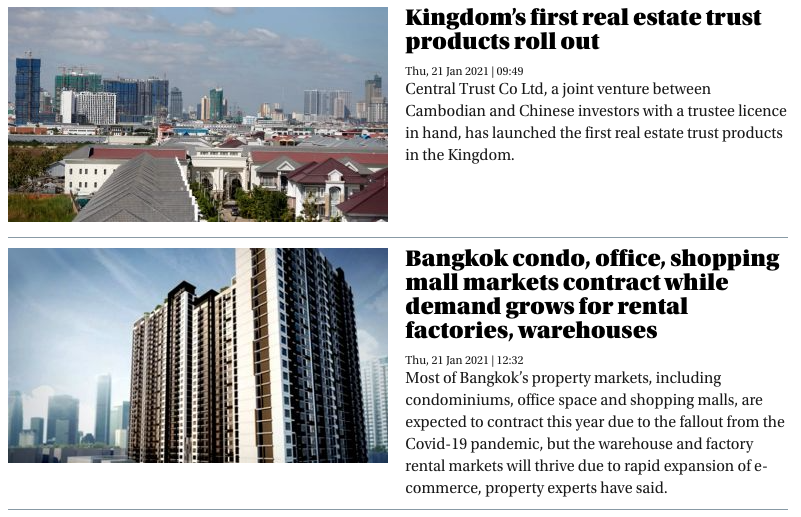 Kingdom’s first real estate trust
products roll out
Thu, 21 Jan 2021 | 09:49
Central Trust Co Ltd, a joint venture between
Cambodian and Chinese investors with a trustee licence
in hand, has launched the first real estate trust products
in the Kingdom.
Bangkok condo, office, shopping
mall markets contract while
demand grows for rental
factories, warehouses
Thu, 21 Jan 2021 | 12:32
Most of Bangkok’s property markets, including
condominiums, office space and shopping malls, are
expected to contract this year due to the fallout from the
Covid-19 pandemic, but the warehouse and factory
rental markets will thrive due to rapid expansion of e-
commerce, property experts have said.